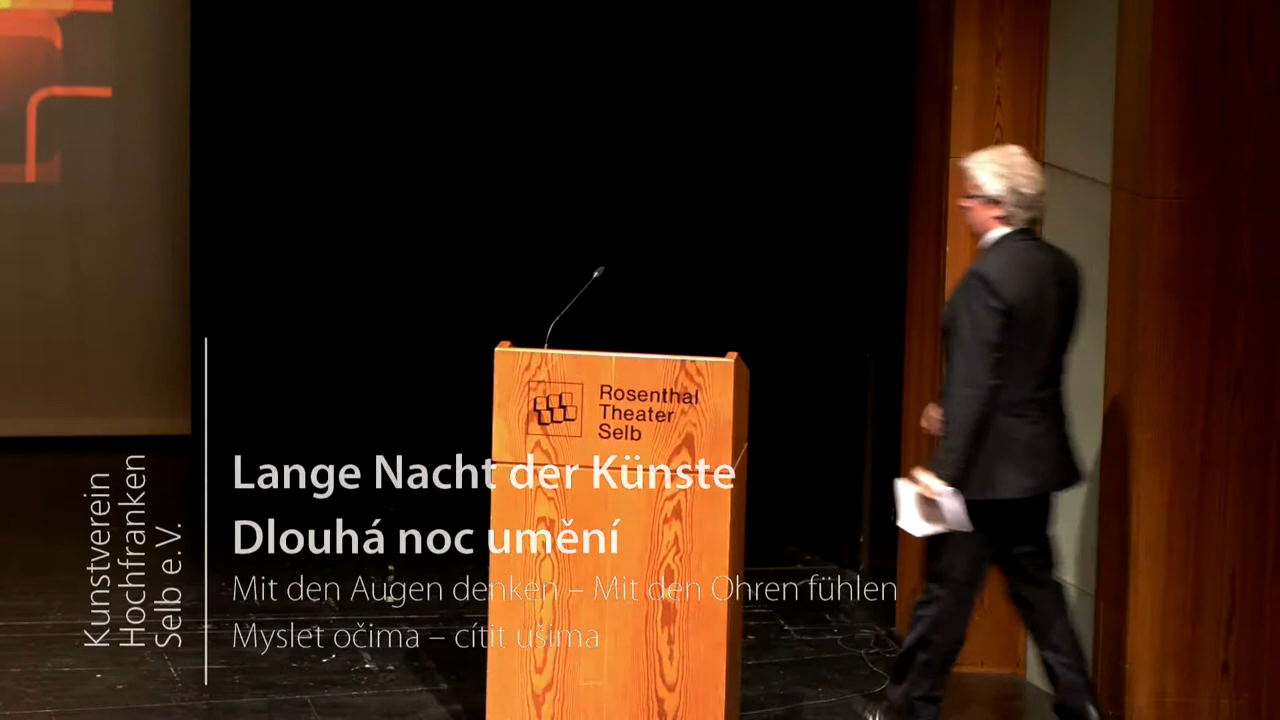 Rosenthal
Theater
Selb
Kunstverein
Hochfranken
Selb e.V.
Lange Nacht der Künste
Dlouhá noc umění
Mit den Augen denken – Mit den Ohren fühlen
Myslet očima – cítit ušima